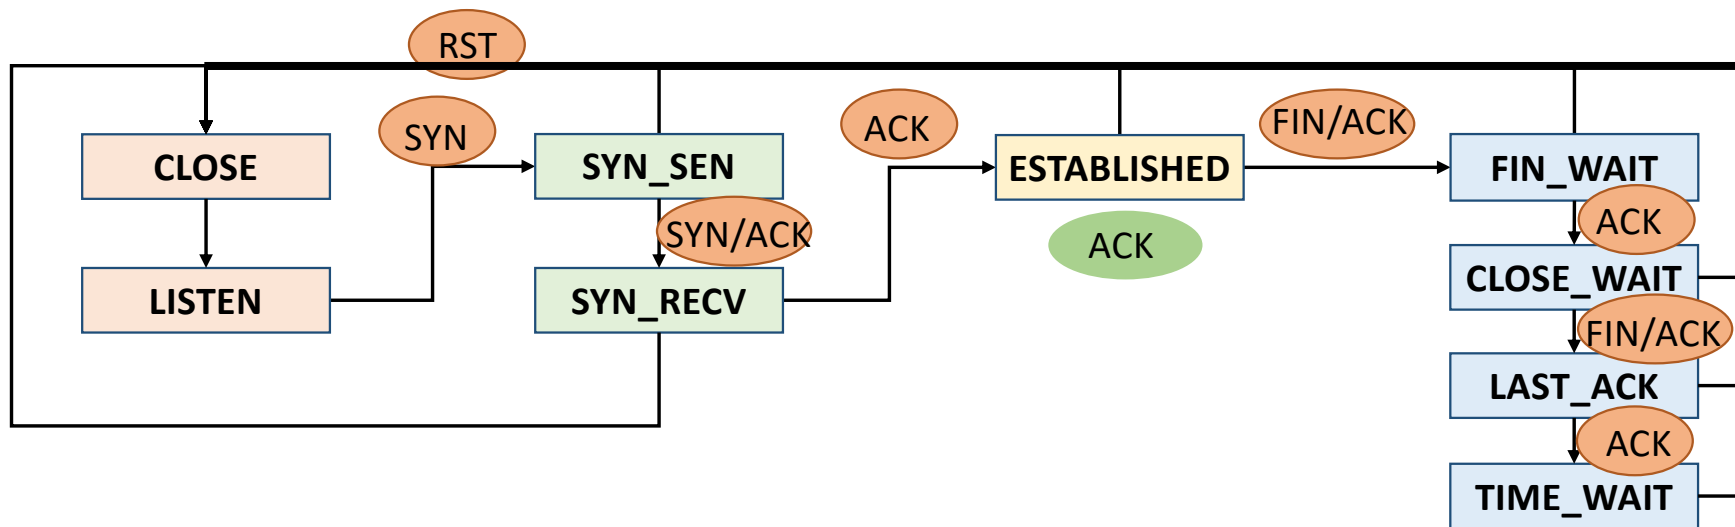 RST
SYN
ACK
FIN/ACK
CLOSE
SYN_SEN
ESTABLISHED
FIN_WAIT
SYN/ACK
ACK
ACK
LISTEN
SYN_RECV
CLOSE_WAIT
FIN/ACK
LAST_ACK
ACK
TIME_WAIT